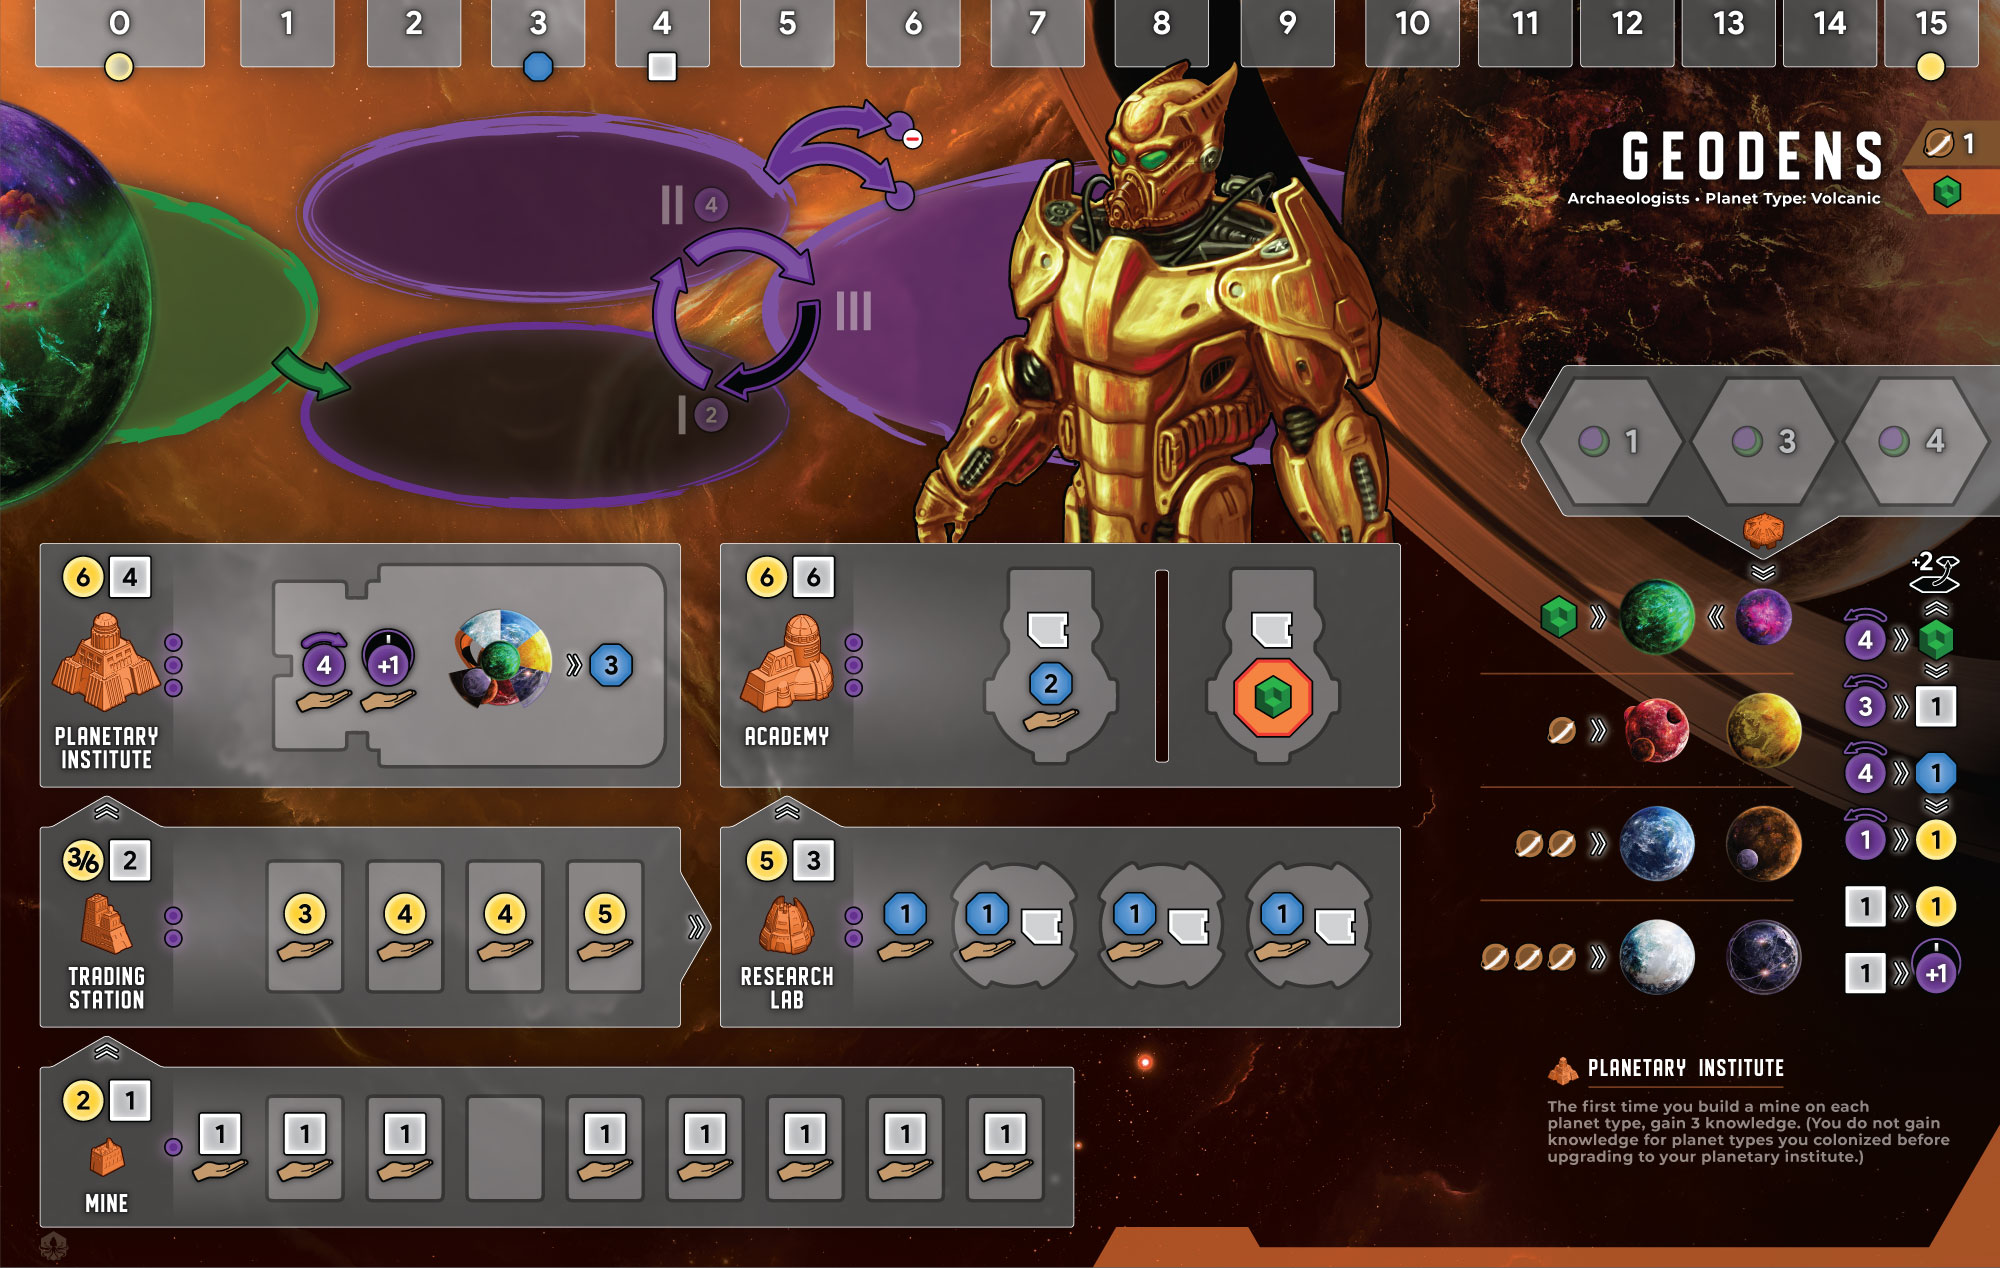 0 1 2 3 4 5 6 7 8 9 10 11 12 13 14 15
GEODENS
1
Archaeologists • Planet Type: Volcanic
II 4
III
I 2
1 3 4
6 4
4 +1 3
PLANETARY
INSTITUTE
6 6
2
ACADEMY
+2
4
3 1
4 1
1 1
1 1
1 +1
3/6 2
3 4 4 5
TRADING
STATION
5 3
1 1 1 1
RESEARCH
LAB
2 1
1 1 1 1 1 1 1 1
MINE
PLANETARY INSTITUTE
The first time you build a mine on each
planet type, gain 3 knowledge. (You do not gain
knowledge for planet types you colonized before
upgrading to your planetary institute.)